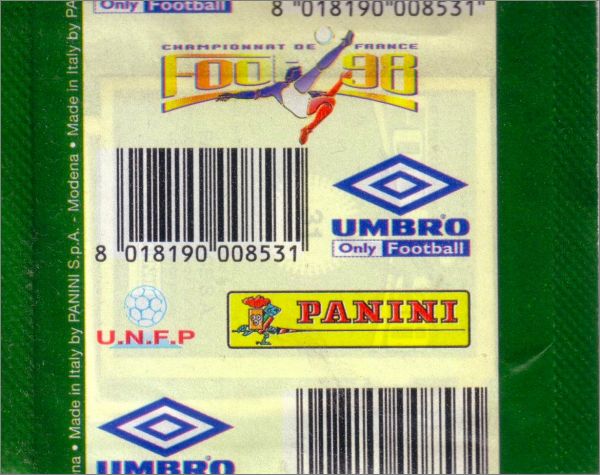 Only Football
8 "018190"008531"
CHAMPIONNAT DE FRANCE
FOOT 98
UMBRO
Only Football
8 018190 008531
U.N.F.P
PANINI
UMBRO
na • Made in Italy by PANINI S.p.A. - Modena • Made in Italy by PA